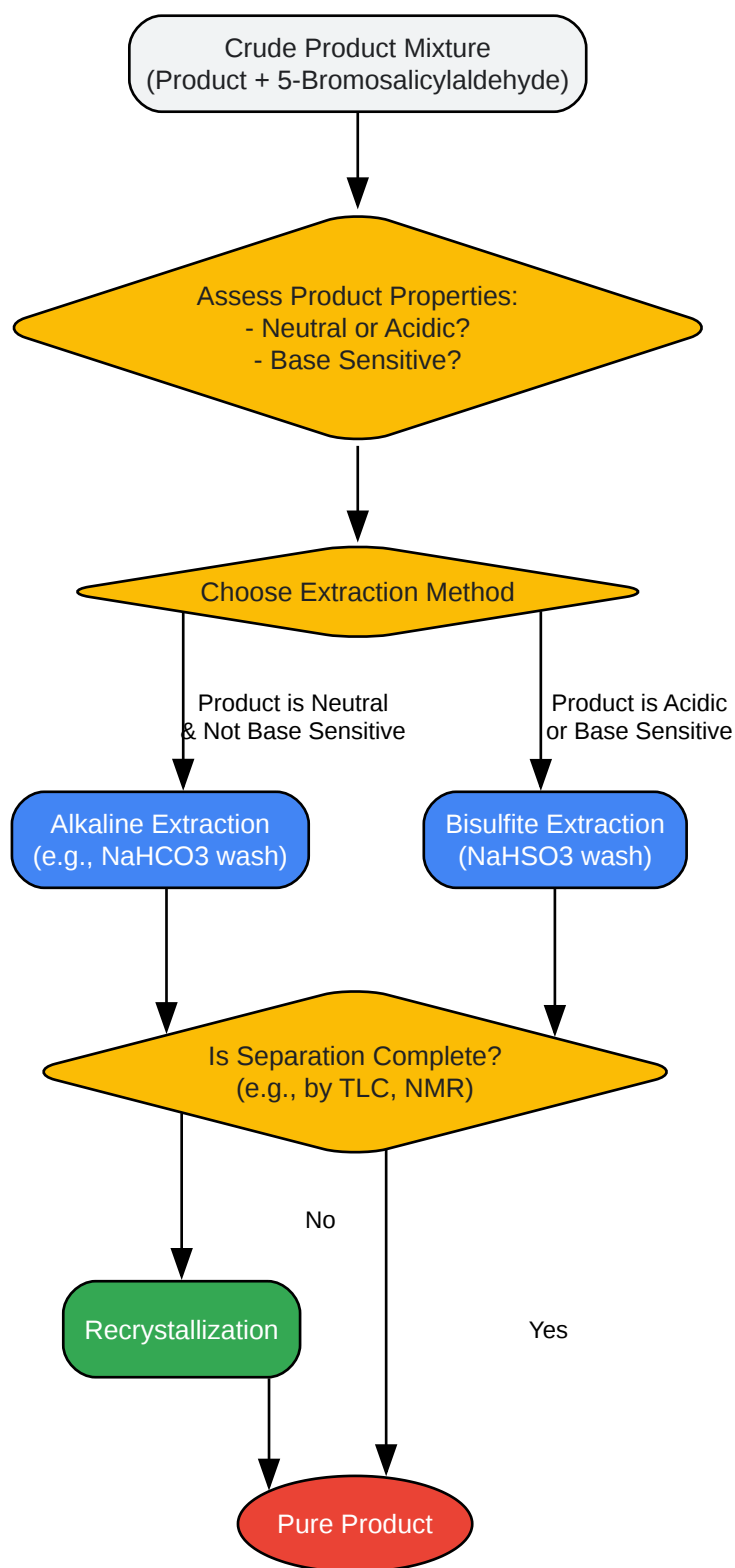 Crude Product Mixture
(Product + 5-Bromosalicylaldehyde)
Assess Product Properties:
- Neutral or Acidic?
- Base Sensitive?
Choose Extraction Method
Product is Neutral
& Not Base Sensitive
Product is Acidic
or Base Sensitive
Alkaline Extraction
(e.g., NaHCO3 wash)
Bisulfite Extraction
(NaHSO3 wash)
Is Separation Complete?
(e.g., by TLC, NMR)
No
Yes
Recrystallization
Pure Product